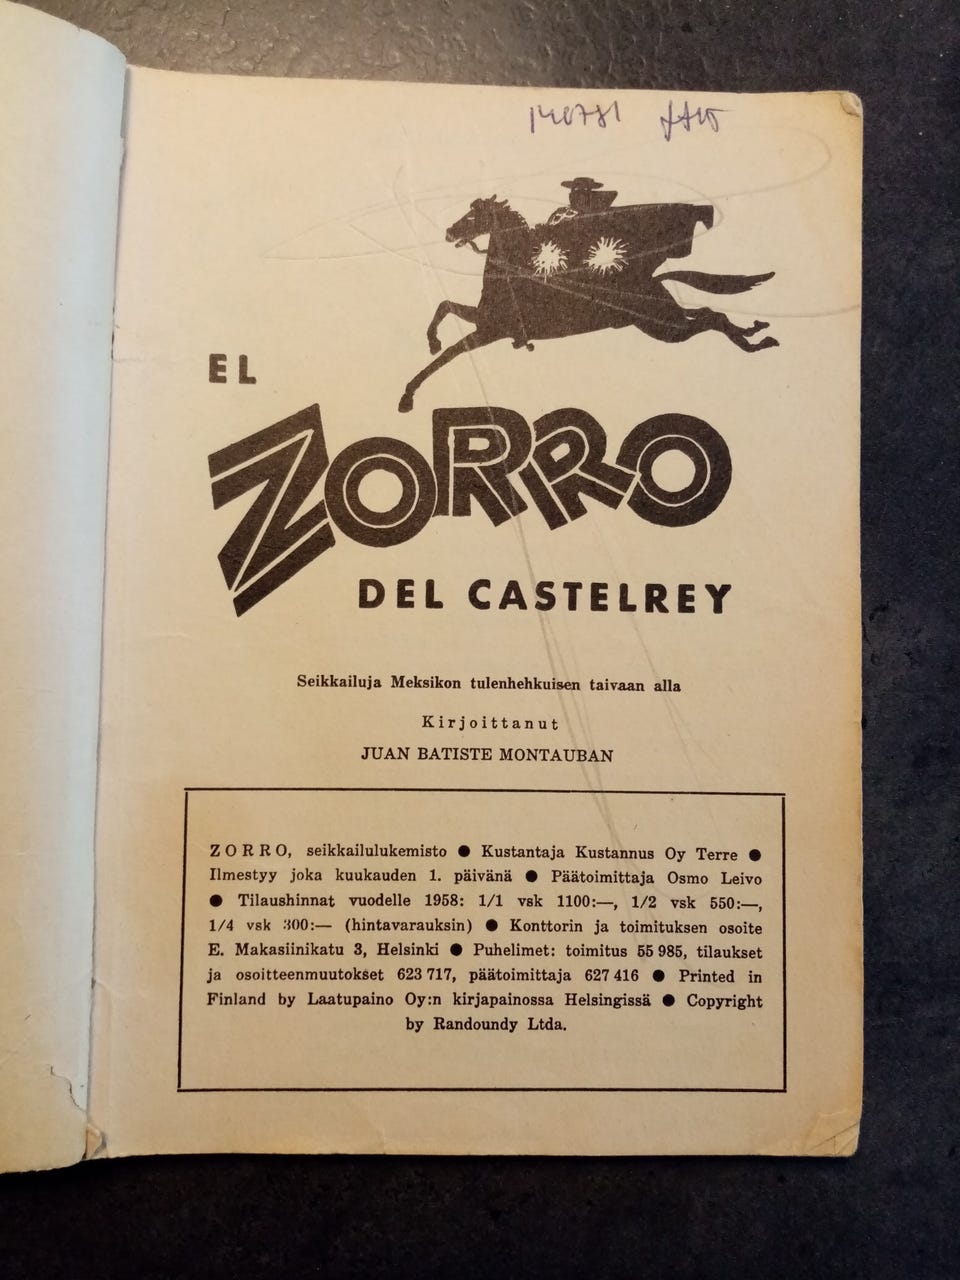 140781
EL
ZORRO
DEL CASTELREY
Seikkailuja Meksikon tulenhehkuisen taivaan alla
Kirjoittanut
JUAN BATISTE MONTAUBAN
ZORRO, seikkailulukemisto ● Kustantaja Kustannus Oy Terre ●
Ilmestyy joka kuukauden 1. päivänä ● Päätoimittaja Osmo Leivo
● Tilaushinnat vuodelle 1958: 1/1 vsk 1100:—, 1/2 vsk 550:—,
1/4 vsk 300:— (hintavarauksin) ● Konttorin ja toimituksen osoite
E. Makasiinikatu 3, Helsinki ● Puhelimet: toimitus 55 985, tilaukset
ja osoitteenmuutokset 623 717, päätoimittaja 627 416 ● Printed in
Finland by Laatupaino Oy:n kirjapainossa Helsingissä ● Copyright
by Randoundy Ltda.